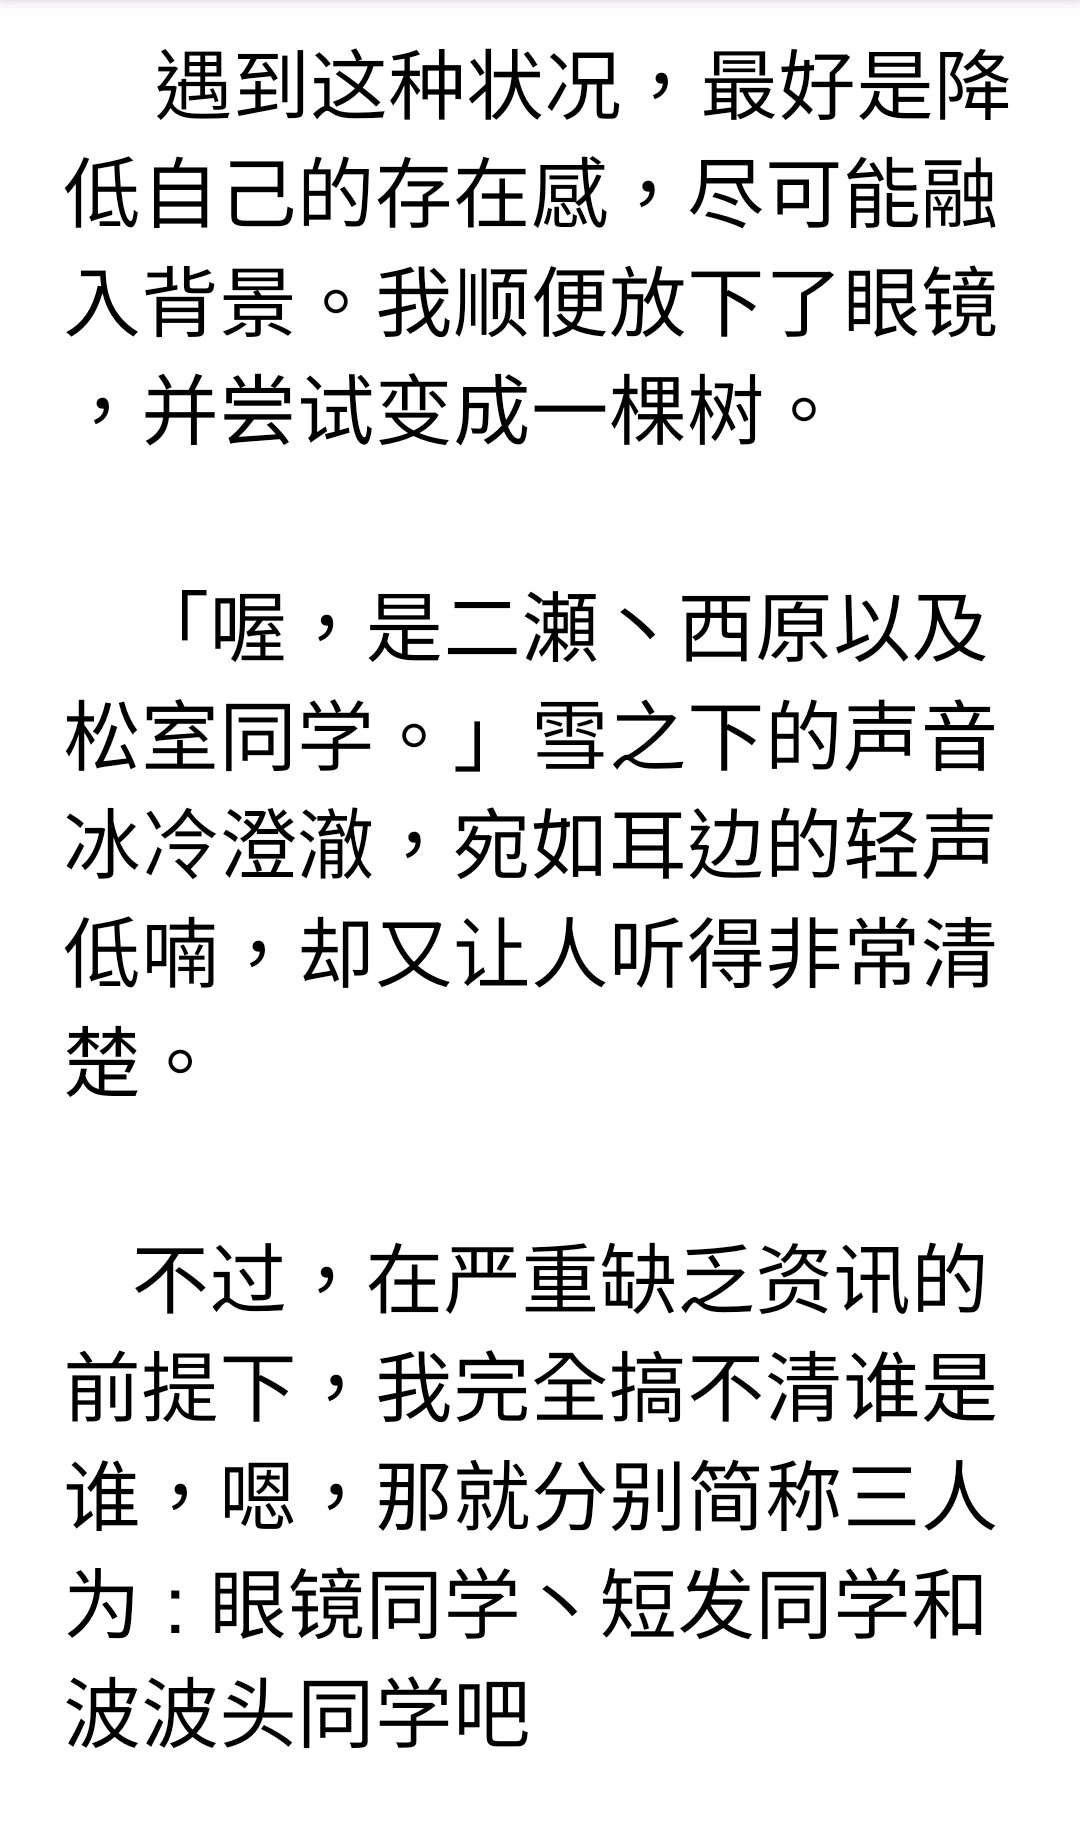 遇到这种状况，最好是降
低自己的存在感，尽可能融
入背景。我顺便放下了眼镜
，并尝试变成一棵树。
「喔，是二瀬丶西原以及
松室同学。」雪之下的声音
冰冷澄澈，宛如耳边的轻声
低喃，却又让人听得非常清
楚。
不过，在严重缺乏资讯的
前提下，我完全搞不清谁是
谁，嗯，那就分别简称三人
为：眼镜同学丶短发同学和
波波头同学吧